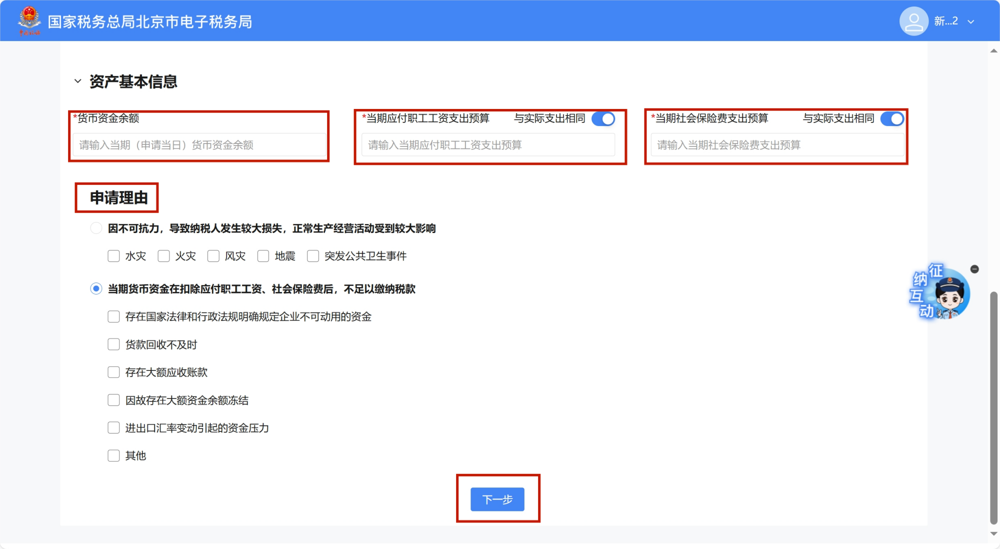 国家税务总局北京市电子税务局
新...2
资产基本信息
*货币资金余额
*当期应付职工工资支出预算 与实际支出相同
*当期社会保险费支出预算 与实际支出相同
请输入当期（申请当日）货币资金余额
请输入当期应付职工工资支出预算
请输入当期社会保险费支出预算
申请理由
因不可抗力，导致纳税人发生较大损失，正常生产经营活动受到较大影响
水灾 火灾 风灾 地震 突发公共卫生事件
当期货币资金在扣除应付职工工资、社会保险费后，不足以缴纳税款
存在国家法律和行政法规明确规定企业不可动用的资金
货款回收不及时
存在大额应收账款
因故存在大额资金余额冻结
进出口汇率变动引起的资金压力
其他
下一步
征纳互动